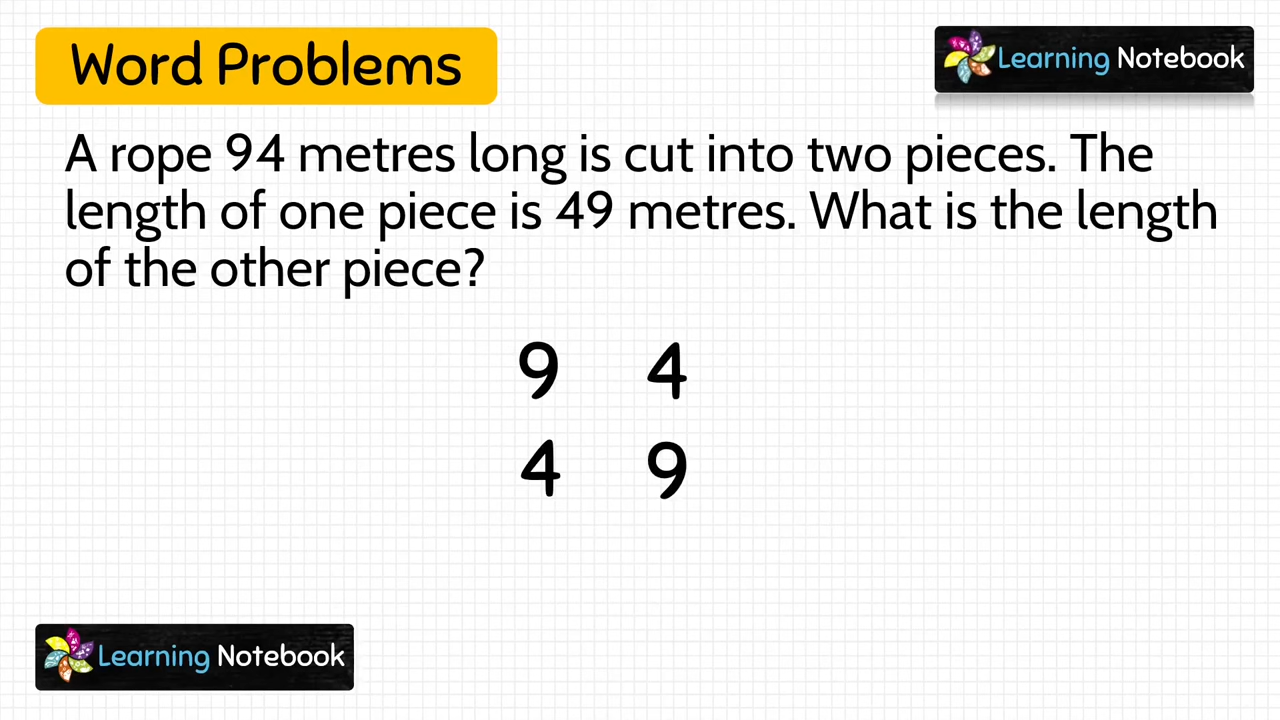 Word Problems
Learning Notebook
A rope 94 metres long is cut into two pieces. The
length of one piece is 49 metres. What is the length
of the other piece?
9 4
4 9
Learning Notebook